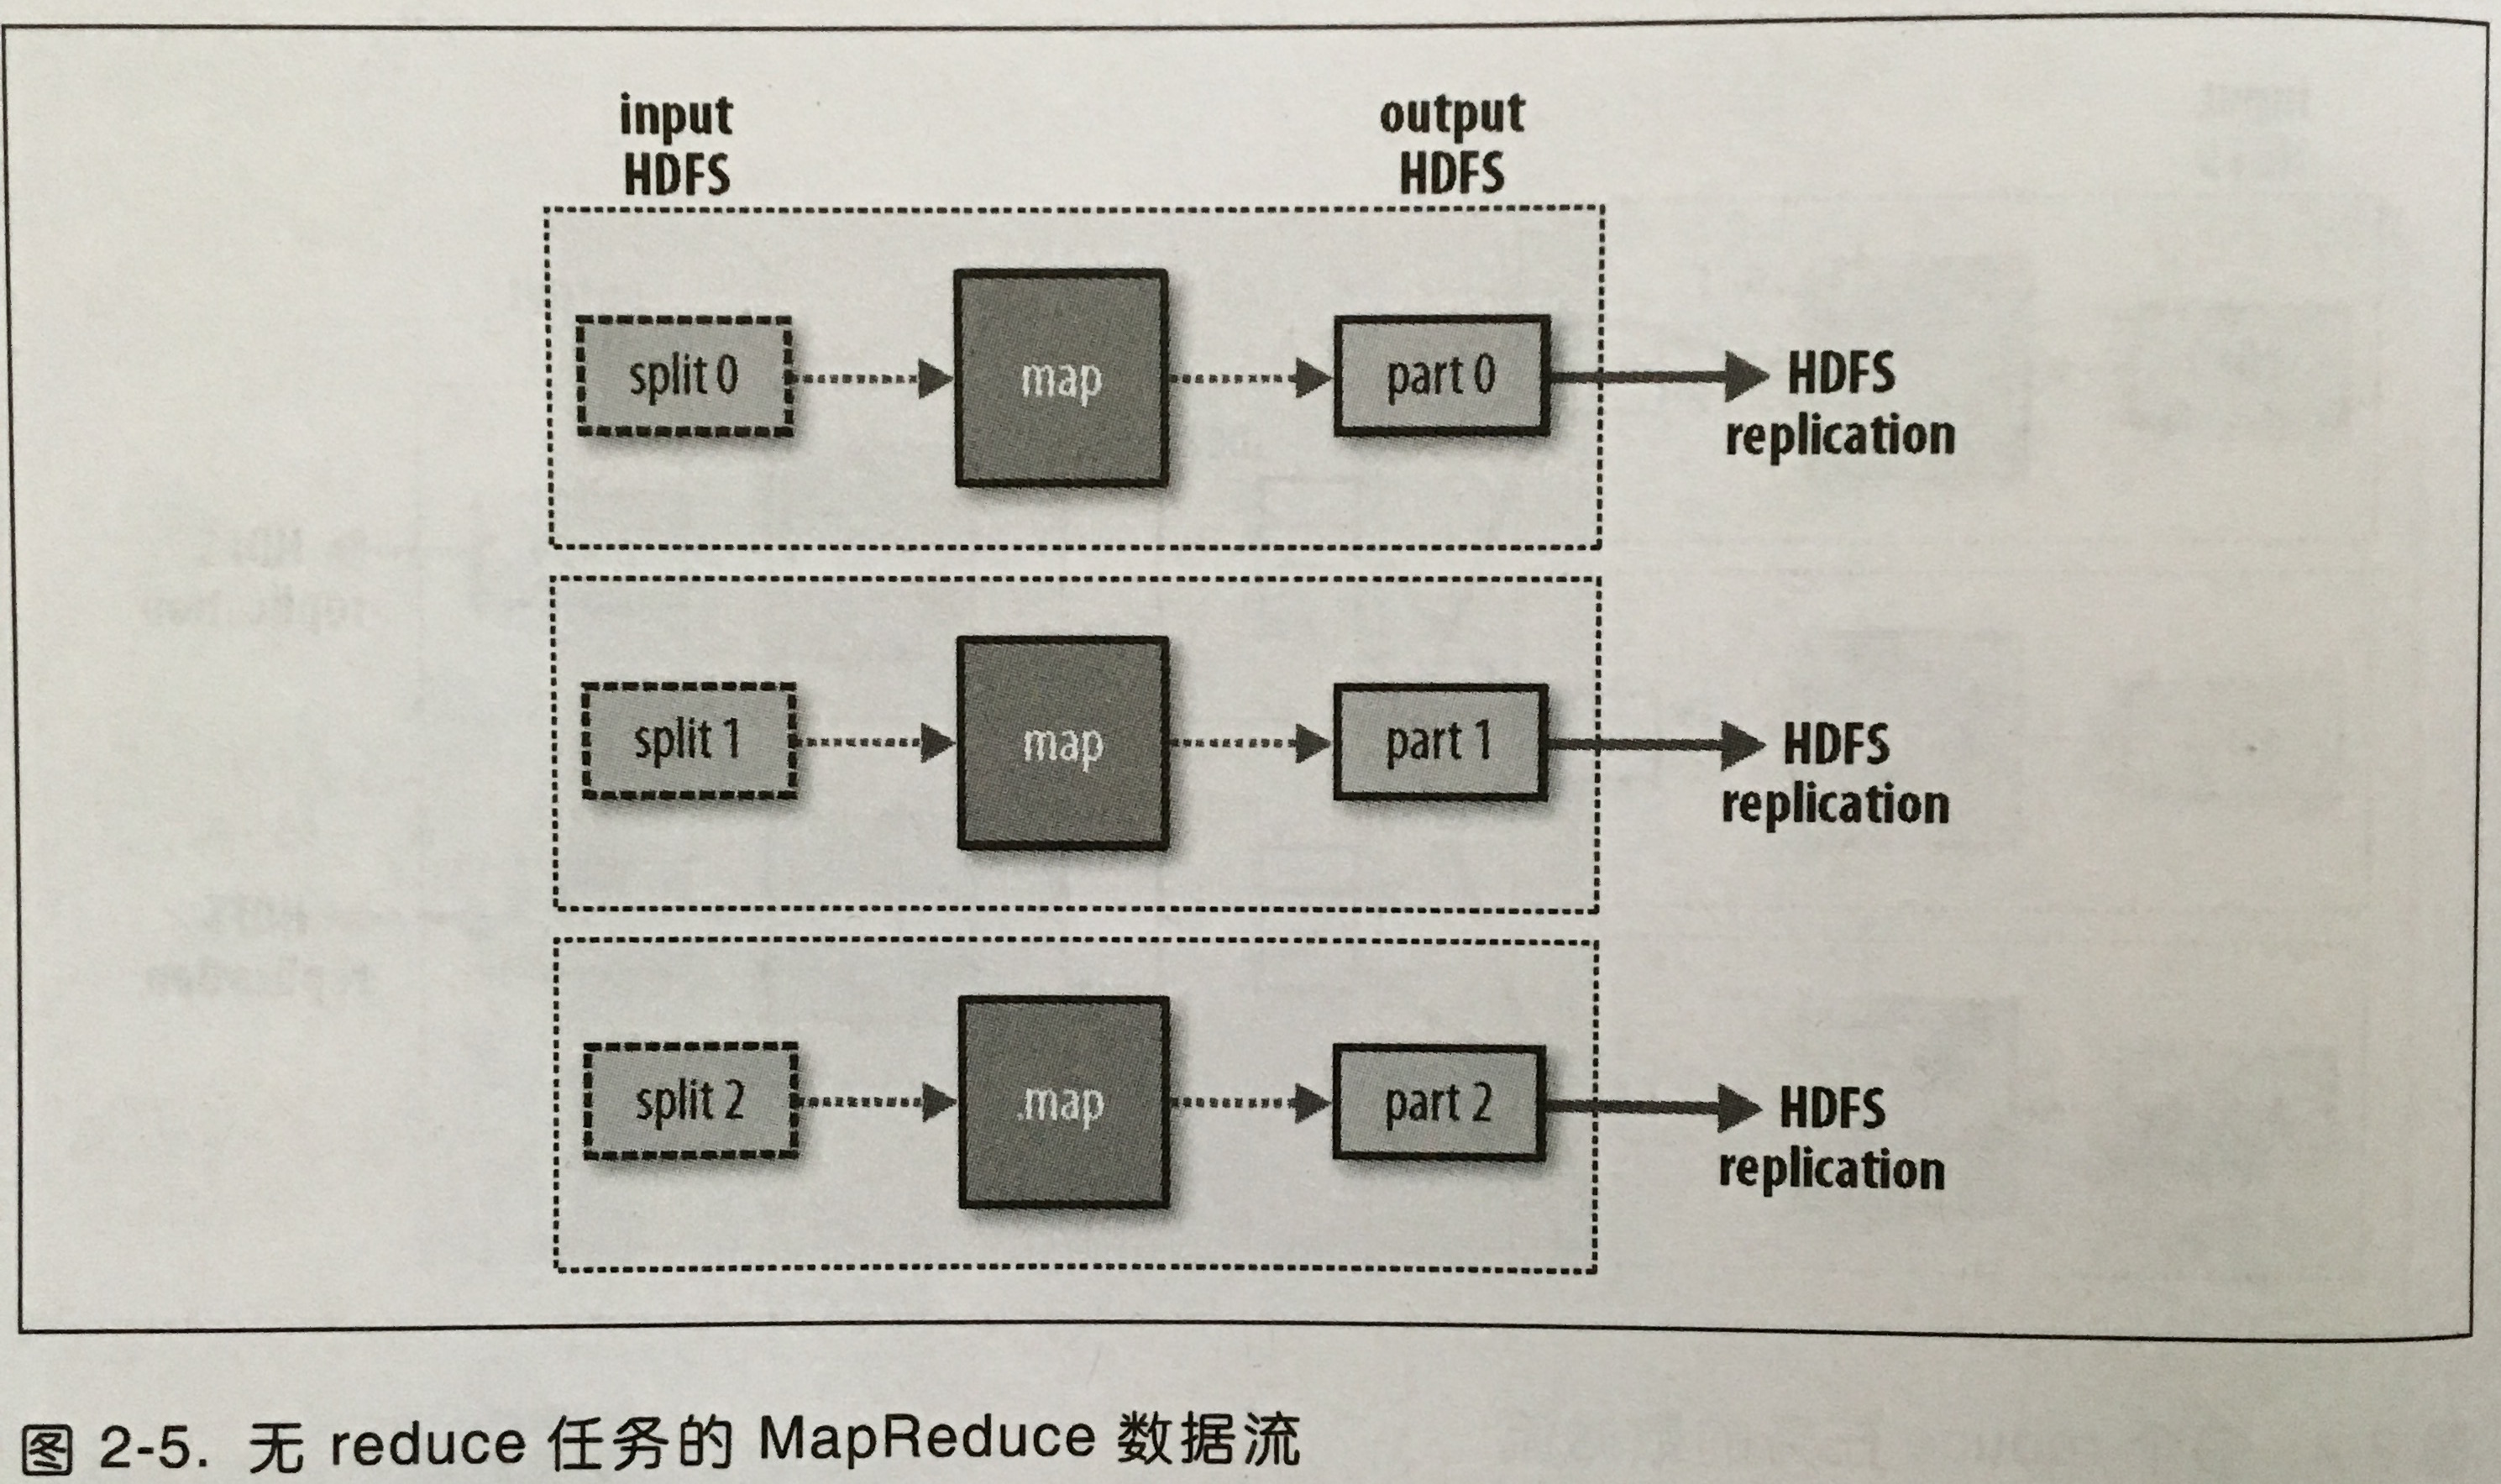 input
HDFS
output
HDFS
split 0
map
part 0
HDFS
replication
split 1
map
part 1
HDFS
replication
split 2
map
part 2
HDFS
replication
图 2-5. 无 reduce 任务的 MapReduce 数据流